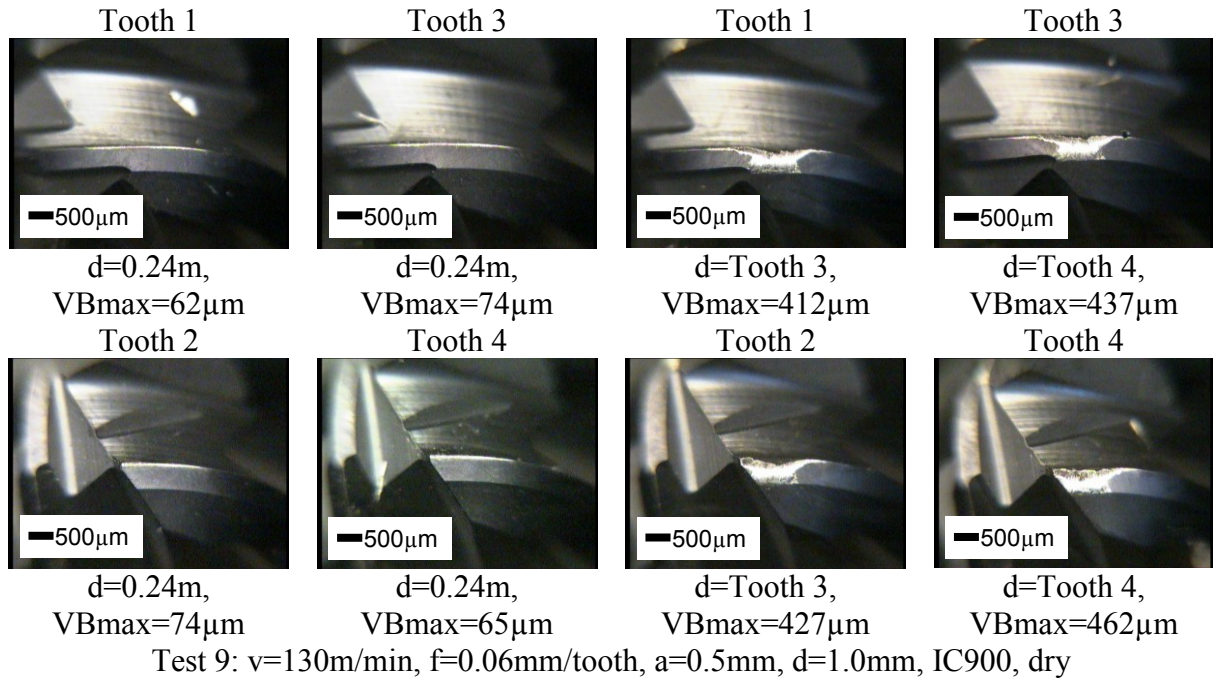 Tooth 1 Tooth 3 Tooth 1 Tooth 3
500µm 500µm 500µm 500µm
d=0.24m, d=0.24m, d=Tooth 3, d=Tooth 4,
VBmax=62µm VBmax=74µm VBmax=412µm VBmax=437µm
Tooth 2 Tooth 4 Tooth 2 Tooth 4
500µm 500µm 500µm 500µm
d=0.24m, d=0.24m, d=Tooth 3, d=Tooth 4,
VBmax=74µm VBmax=65µm VBmax=427µm VBmax=462µm
Test 9: v=130m/min, f=0.06mm/tooth, a=0.5mm, d=1.0mm, IC900, dry